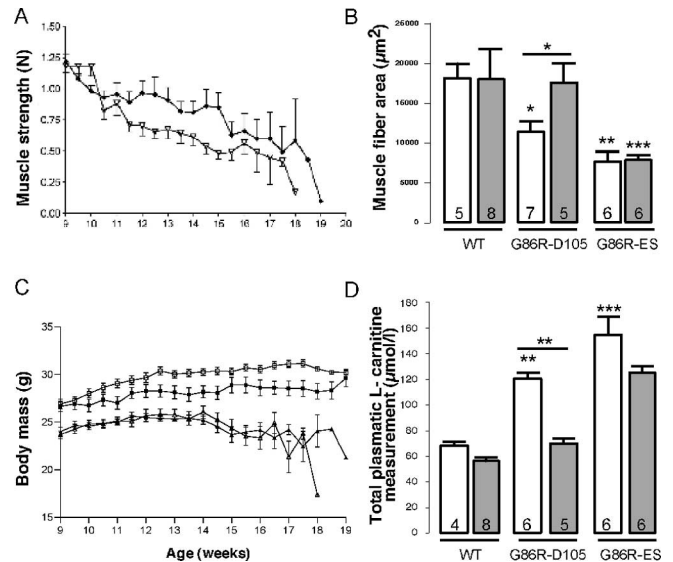 A
Muscle strength (N)
1.50
1.25
1.00
0.75
0.50
0.25
0.00
9 10 11 12 13 14 15 16 17 18 19 20
B
Muscle fiber area (µm2)
26000
18000
16000
10000
6000
0
*
*
** ***
5 8 7 5 6 6
WT G86R-D105 G86R-ES
C
Body mass (g)
35
30
25
20
15
9 10 11 12 13 14 15 16 17 18 19
Age (weeks)
D
Total plasmatic L- carnitine
measurement (µmol/l)
180
160
140
120
100
80
60
40
20
0
***
**
**
4 8 6 5 6 6
WT G86R-D105 G86R-ES